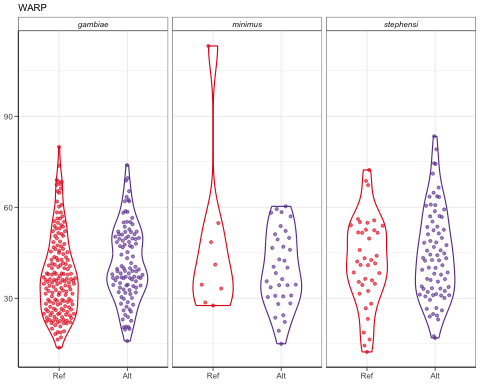 WARP
gambiae minimus stephensi
90
60
30
Ref Alt Ref Alt Ref Alt